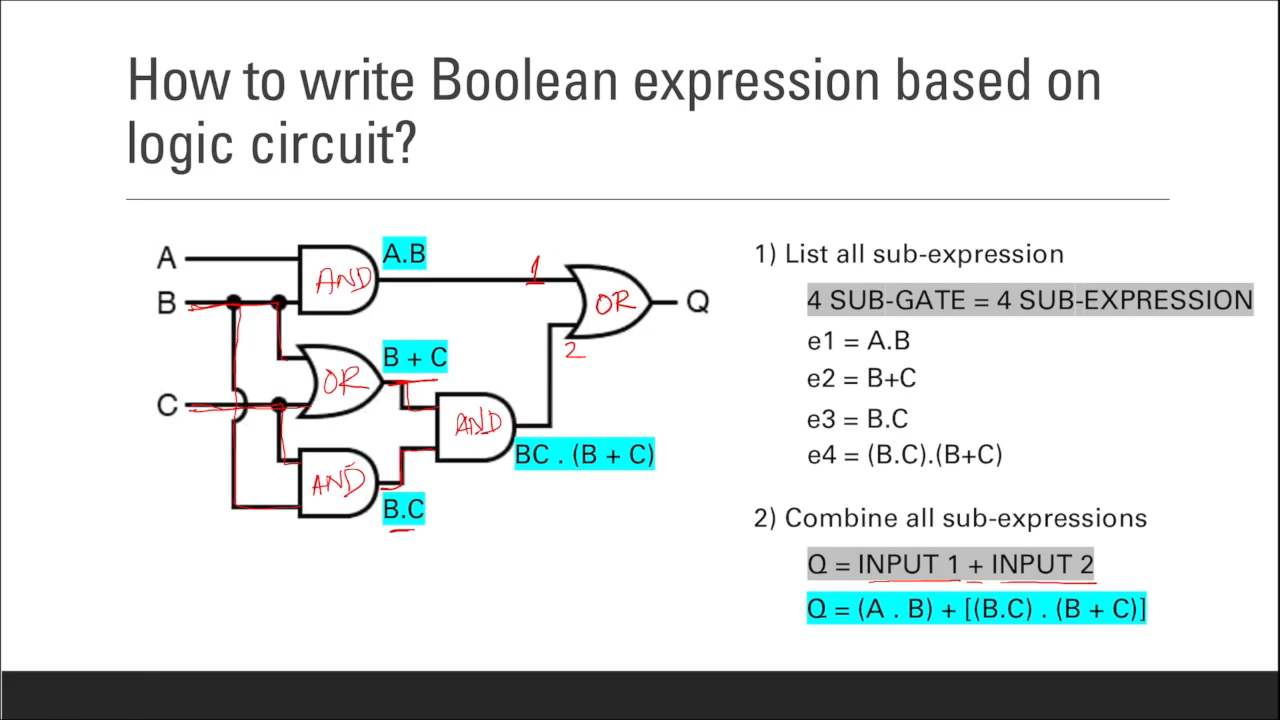 How to write Boolean expression based on
logic circuit?
A
B
C
AND
A.B
1
OR
Q
2
OR
B + C
AND
BC . (B + C)
AND
B.C
1) List all sub-expression
4 SUB-GATE = 4 SUB-EXPRESSION
e1 = A.B
e2 = B+C
e3 = B.C
e4 = (B.C).(B+C)
2) Combine all sub-expressions
Q = INPUT 1 + INPUT 2
Q = (A . B) + [(B.C) . (B + C)]